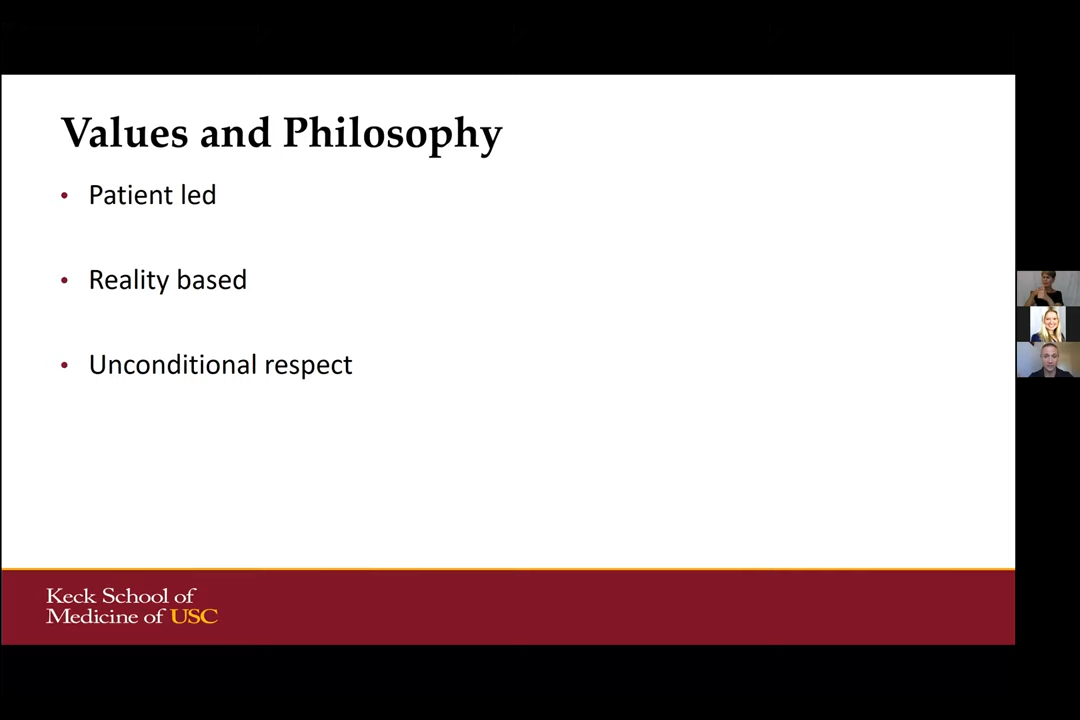 Values and Philosophy
• Patient led
• Reality based
• Unconditional respect
Keck School of
Medicine of USC